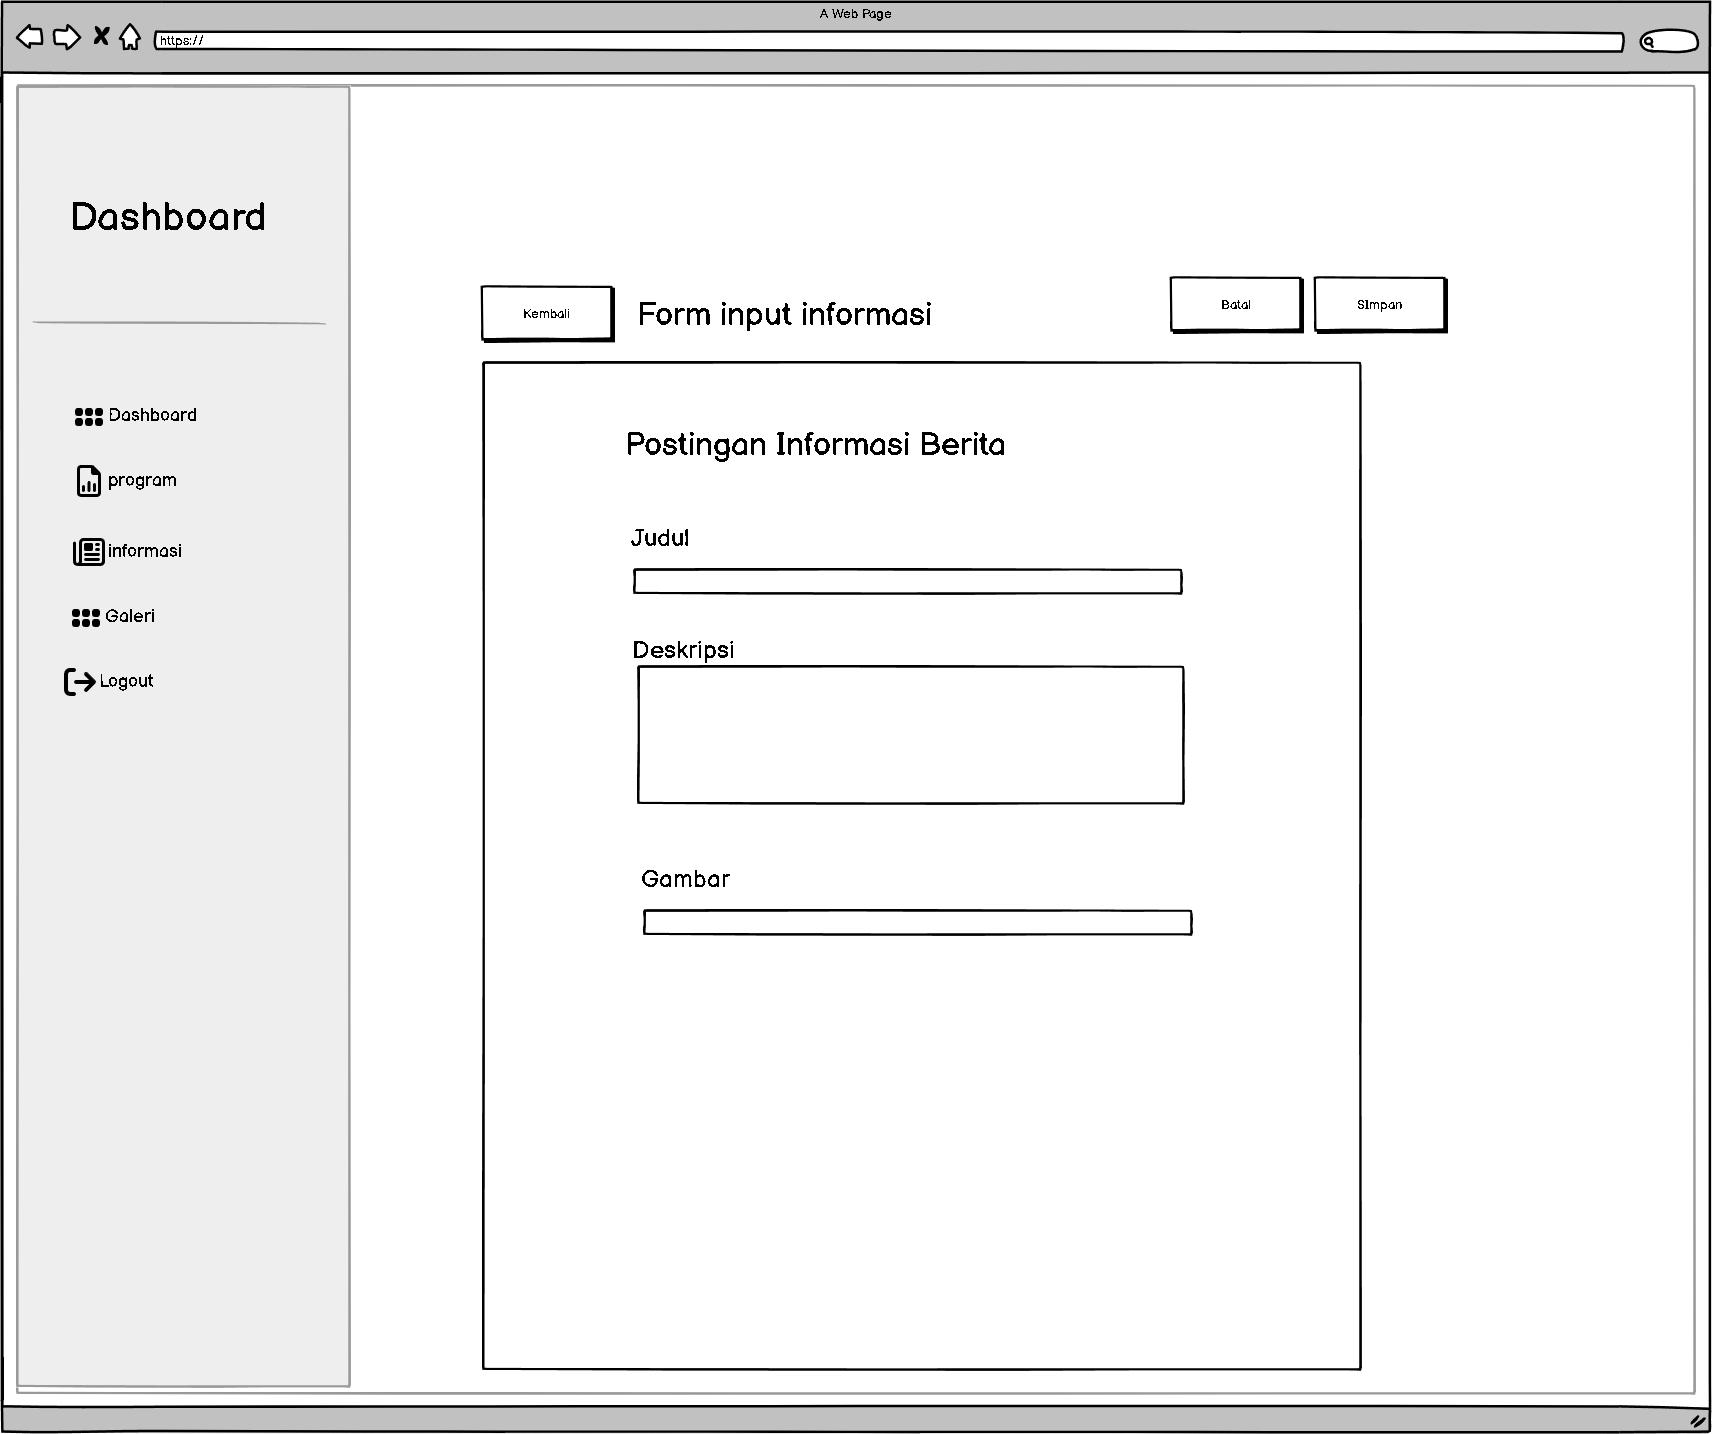 A Web Page
https://
Dashboard
Dashboard
program
informasi
Galeri
Logout
Kembali
Form input informasi
Batal
SImpan
Postingan Informasi Berita
Judul
Deskripsi
Gambar